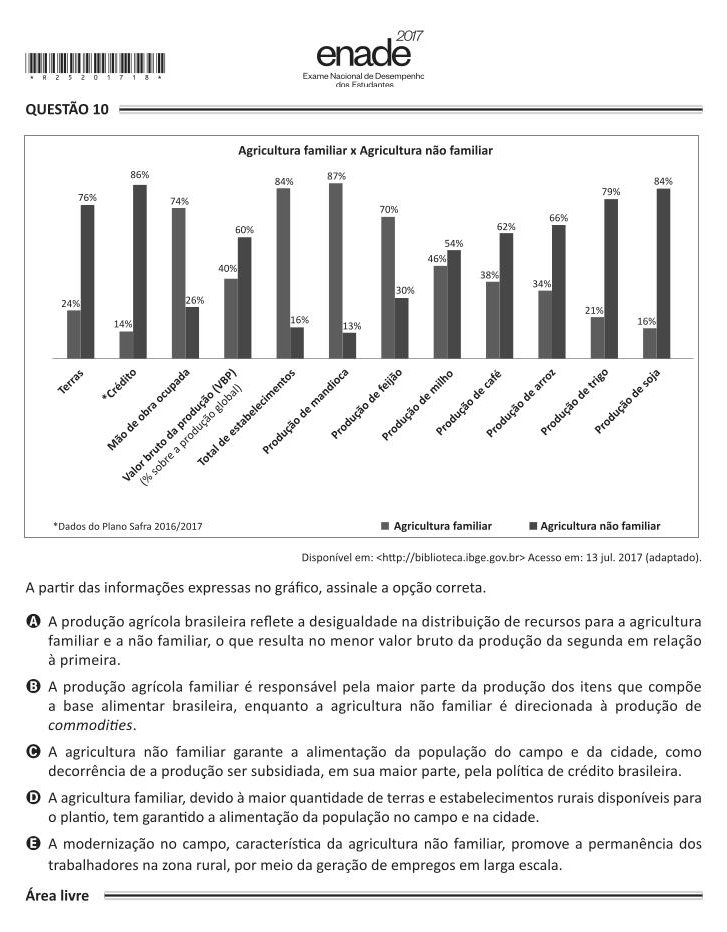 2017
enade
Exame Nacional de Desempenho
dos Estudantes
*R25201718*
QUESTÃO 10
Agricultura familiar x Agricultura não familiar
24% 76%
14% 86%
74% 26%
40% 60%
84% 16%
87% 13%
70% 30%
46% 54%
38% 62%
34% 66%
21% 79%
16% 84%
Terras
*Crédito
Mão de obra ocupada
Valor bruto da produção (VBP)
(% sobre a produção global)
Total de estabelecimentos
Produção de mandioca
Produção de feijão
Produção de milho
Produção de café
Produção de arroz
Produção de trigo
Produção de soja
*Dados do Plano Safra 2016/2017
Agricultura familiar
Agricultura não familiar
Disponível em: <http://biblioteca.ibge.gov.br> Acesso em: 13 jul. 2017 (adaptado).
A partir das informações expressas no gráfico, assinale a opção correta.
A A produção agrícola brasileira reflete a desigualdade na distribuição de recursos para a agricultura
familiar e a não familiar, o que resulta no menor valor bruto da produção da segunda em relação
à primeira.
B A produção agrícola familiar é responsável pela maior parte da produção dos itens que compõe
a base alimentar brasileira, enquanto a agricultura não familiar é direcionada à produção de
commodities.
C A agricultura não familiar garante a alimentação da população do campo e da cidade, como
decorrência de a produção ser subsidiada, em sua maior parte, pela política de crédito brasileira.
D A agricultura familiar, devido à maior quantidade de terras e estabelecimentos rurais disponíveis para
o plantio, tem garantido a alimentação da população no campo e na cidade.
E A modernização no campo, característica da agricultura não familiar, promove a permanência dos
trabalhadores na zona rural, por meio da geração de empregos em larga escala.
Área livre